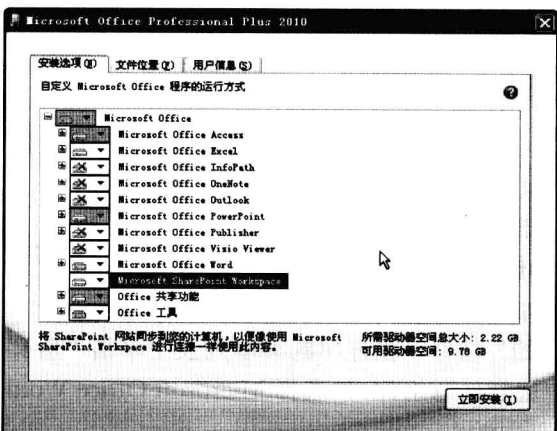 Microsoft Office Professional Plus 2010
安装选项(N) 文件位置(F) 用户信息(S)
自定义 Microsoft Office 程序的运行方式
Microsoft Office
Microsoft Office Access
Microsoft Office Excel
Microsoft Office InfoPath
Microsoft Office OneNote
Microsoft Office Outlook
Microsoft Office PowerPoint
Microsoft Office Publisher
Microsoft Office Visio Viewer
Microsoft Office Word
Microsoft SharePoint Workspace
Office 共享功能
Office 工具
将 SharePoint 网站同步到您的计算机，以便像使用 Microsoft 所需驱动器空间总大小: 2.22 GB
SharePoint Workspace 进行连接一样使用此内容。 可用驱动器空间: 9.78 GB
立即安装(I)